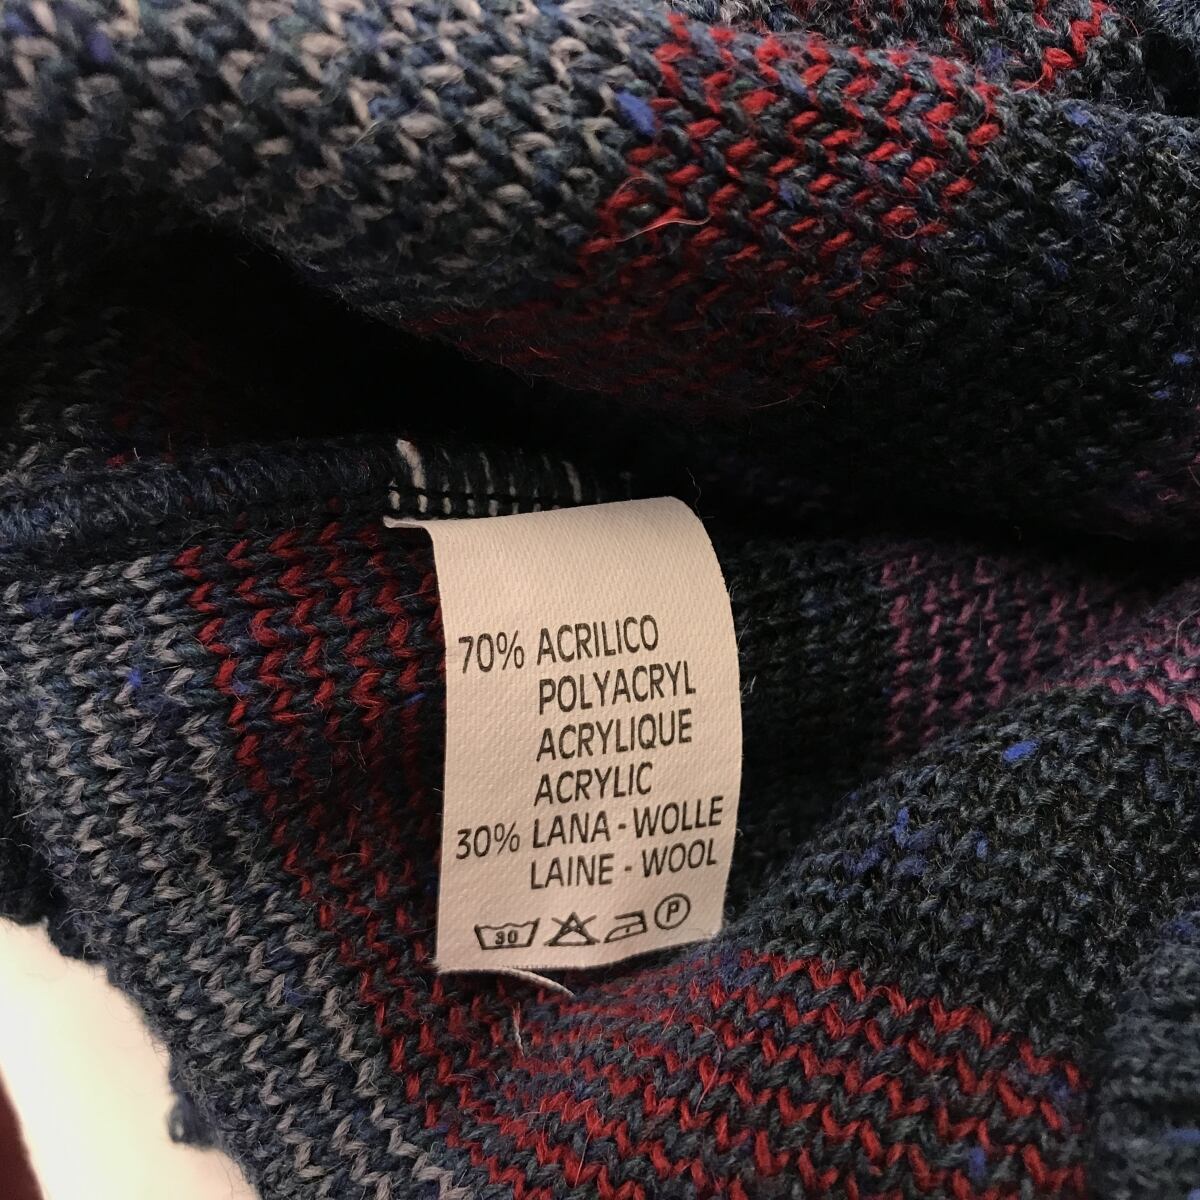 70% ACRILICO
POLYACRYL
ACRYLIQUE
ACRYLIC
30% LANA - WOLLE
LAINE - WOOL
30 P